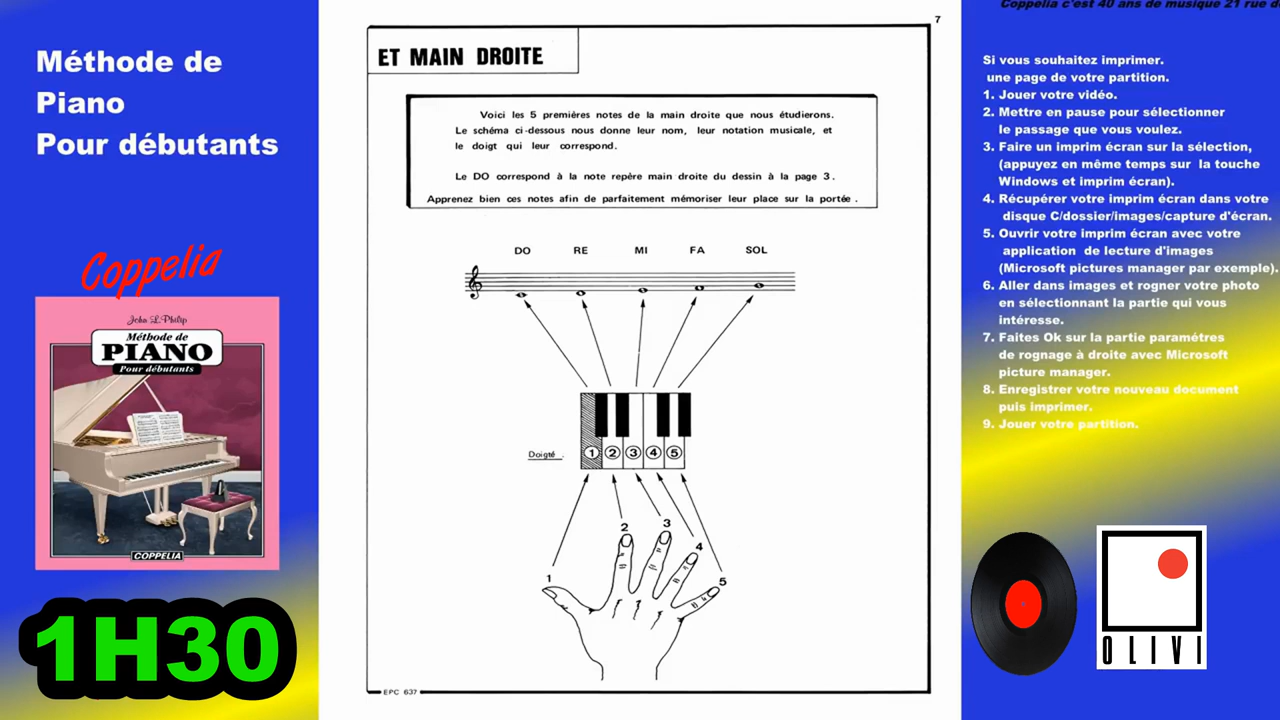 Méthode de
Piano
Pour débutants
Coppelia
John L. Philip
Méthode de
PIANO
Pour débutants
COPPELIA
1H30
7
ET MAIN DROITE
Voici les 5 premières notes de la main droite que nous étudierons.
Le schéma ci-dessous nous donne leur nom, leur notation musicale, et
le doigt qui leur correspond.
Le DO correspond à la note repère main droite du dessin à la page 3.
Apprenez bien ces notes afin de parfaitement mémoriser leur place sur la portée.
DO RE MI FA SOL
Doigté .
1 2 3 4 5
1 2 3 4 5
EPC 637
Coppelia c'est 40 ans de musique 21 rue de
Si vous souhaitez imprimer.
une page de votre partition.
1. Jouer votre vidéo.
2. Mettre en pause pour sélectionner
le passage que vous voulez.
3. Faire un imprim écran sur la sélection,
(appuyez en même temps sur la touche
Windows et imprim écran).
4. Récupérer votre imprim écran dans votre
disque C/dossier/images/capture d'écran.
5. Ouvrir votre imprim écran avec votre
application de lecture d'images
(Microsoft pictures manager par exemple).
6. Aller dans images et rogner votre photo
en sélectionnant la partie qui vous
intéresse.
7. Faites Ok sur la partie paramétres
de rognage à droite avec Microsoft
picture manager.
8. Enregistrer votre nouveau document
puis imprimer.
9. Jouer votre partition.
OLIVI